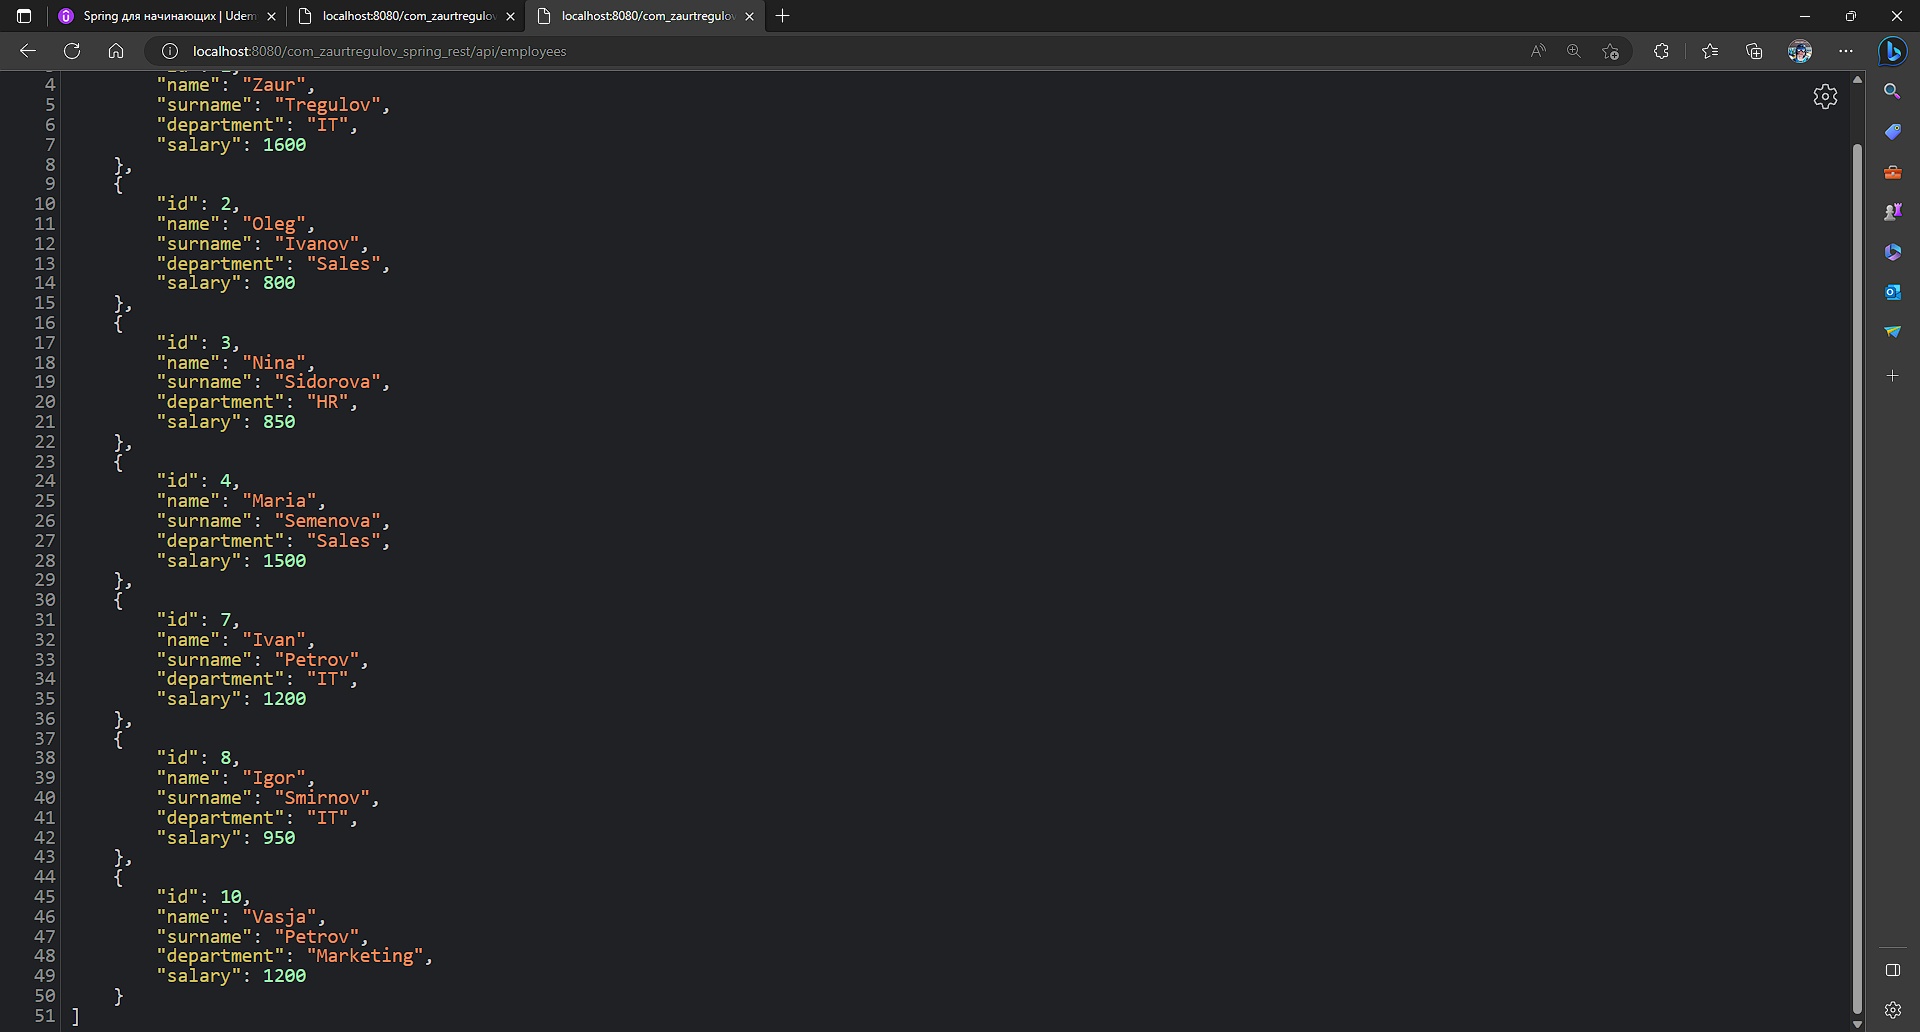 Spring для начинающих | Udem
localhost:8080/com_zaurtregulov
localhost:8080/com_zaurtregulov
localhost:8080/com_zaurtregulov_spring_rest/api/employees
4 "name": "Zaur",
5 "surname": "Tregulov",
6 "department": "IT",
7 "salary": 1600
8 },
9 {
10 "id": 2,
11 "name": "Oleg",
12 "surname": "Ivanov",
13 "department": "Sales",
14 "salary": 800
15 },
16 {
17 "id": 3,
18 "name": "Nina",
19 "surname": "Sidorova",
20 "department": "HR",
21 "salary": 850
22 },
23 {
24 "id": 4,
25 "name": "Maria",
26 "surname": "Semenova",
27 "department": "Sales",
28 "salary": 1500
29 },
30 {
31 "id": 7,
32 "name": "Ivan",
33 "surname": "Petrov",
34 "department": "IT",
35 "salary": 1200
36 },
37 {
38 "id": 8,
39 "name": "Igor",
40 "surname": "Smirnov",
41 "department": "IT",
42 "salary": 950
43 },
44 {
45 "id": 10,
46 "name": "Vasja",
47 "surname": "Petrov",
48 "department": "Marketing",
49 "salary": 1200
50 }
51 ]